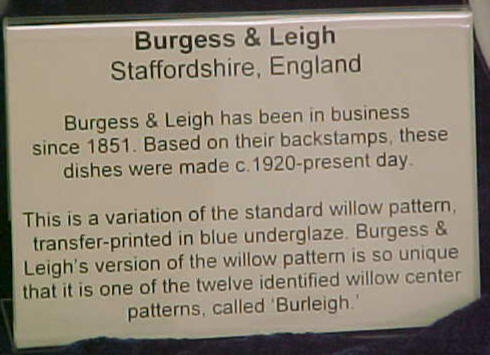 Burgess & Leigh
Staffordshire, England
Burgess & Leigh has been in business
since 1851. Based on their backstamps, these
dishes were made c.1920-present day.
This is a variation of the standard willow pattern,
transfer-printed in blue underglaze. Burgess &
Leigh's version of the willow pattern is so unique
that it is one of the twelve identified willow center
patterns, called 'Burleigh.'